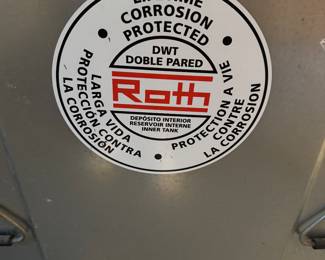 CORROSION
PROTECTED
DWT
DOBLE PARED
Roth
DEPÓSITO INTERIOR
RESERVOIR INTERNE
INNER TANK
LARGA VIDA
PROTECCIÓN CONTRA
LA CORROSIÓN
PROTECTION A VIE
CONTRE
LA CORROSION